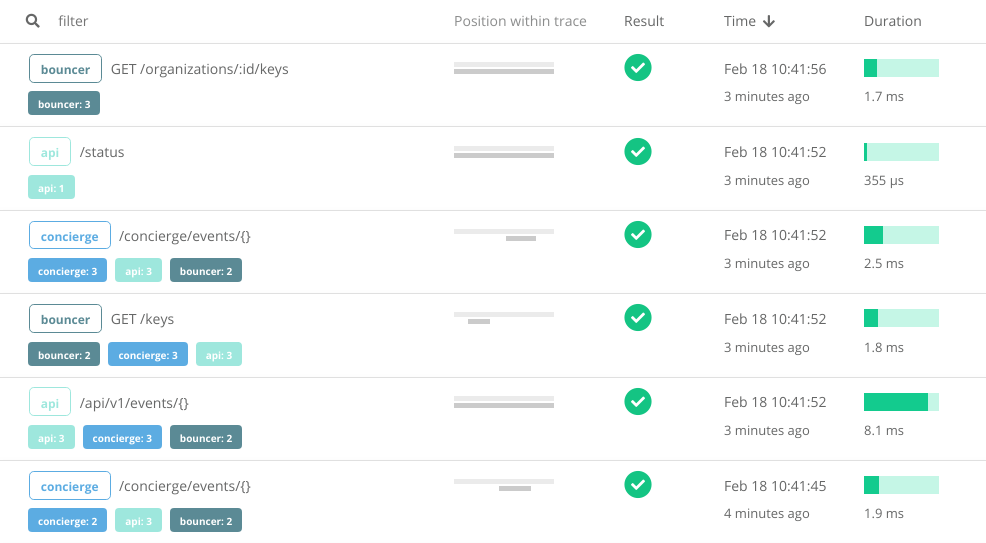 filter Position within trace Result Time Duration
bouncer GET /organizations/:id/keys Feb 18 10:41:56
3 minutes ago 1.7 ms
bouncer: 3
api /status Feb 18 10:41:52
3 minutes ago 355 μs
api: 1
concierge /concierge/events/{} Feb 18 10:41:52
concierge: 3 api: 3 bouncer: 2 3 minutes ago 2.5 ms
bouncer GET /keys Feb 18 10:41:52
bouncer: 2 concierge: 3 api: 3 3 minutes ago 1.8 ms
api /api/v1/events/{} Feb 18 10:41:52
api: 3 concierge: 3 bouncer: 2 3 minutes ago 8.1 ms
concierge /concierge/events/{} Feb 18 10:41:45
concierge: 2 api: 3 bouncer: 2 4 minutes ago 1.9 ms